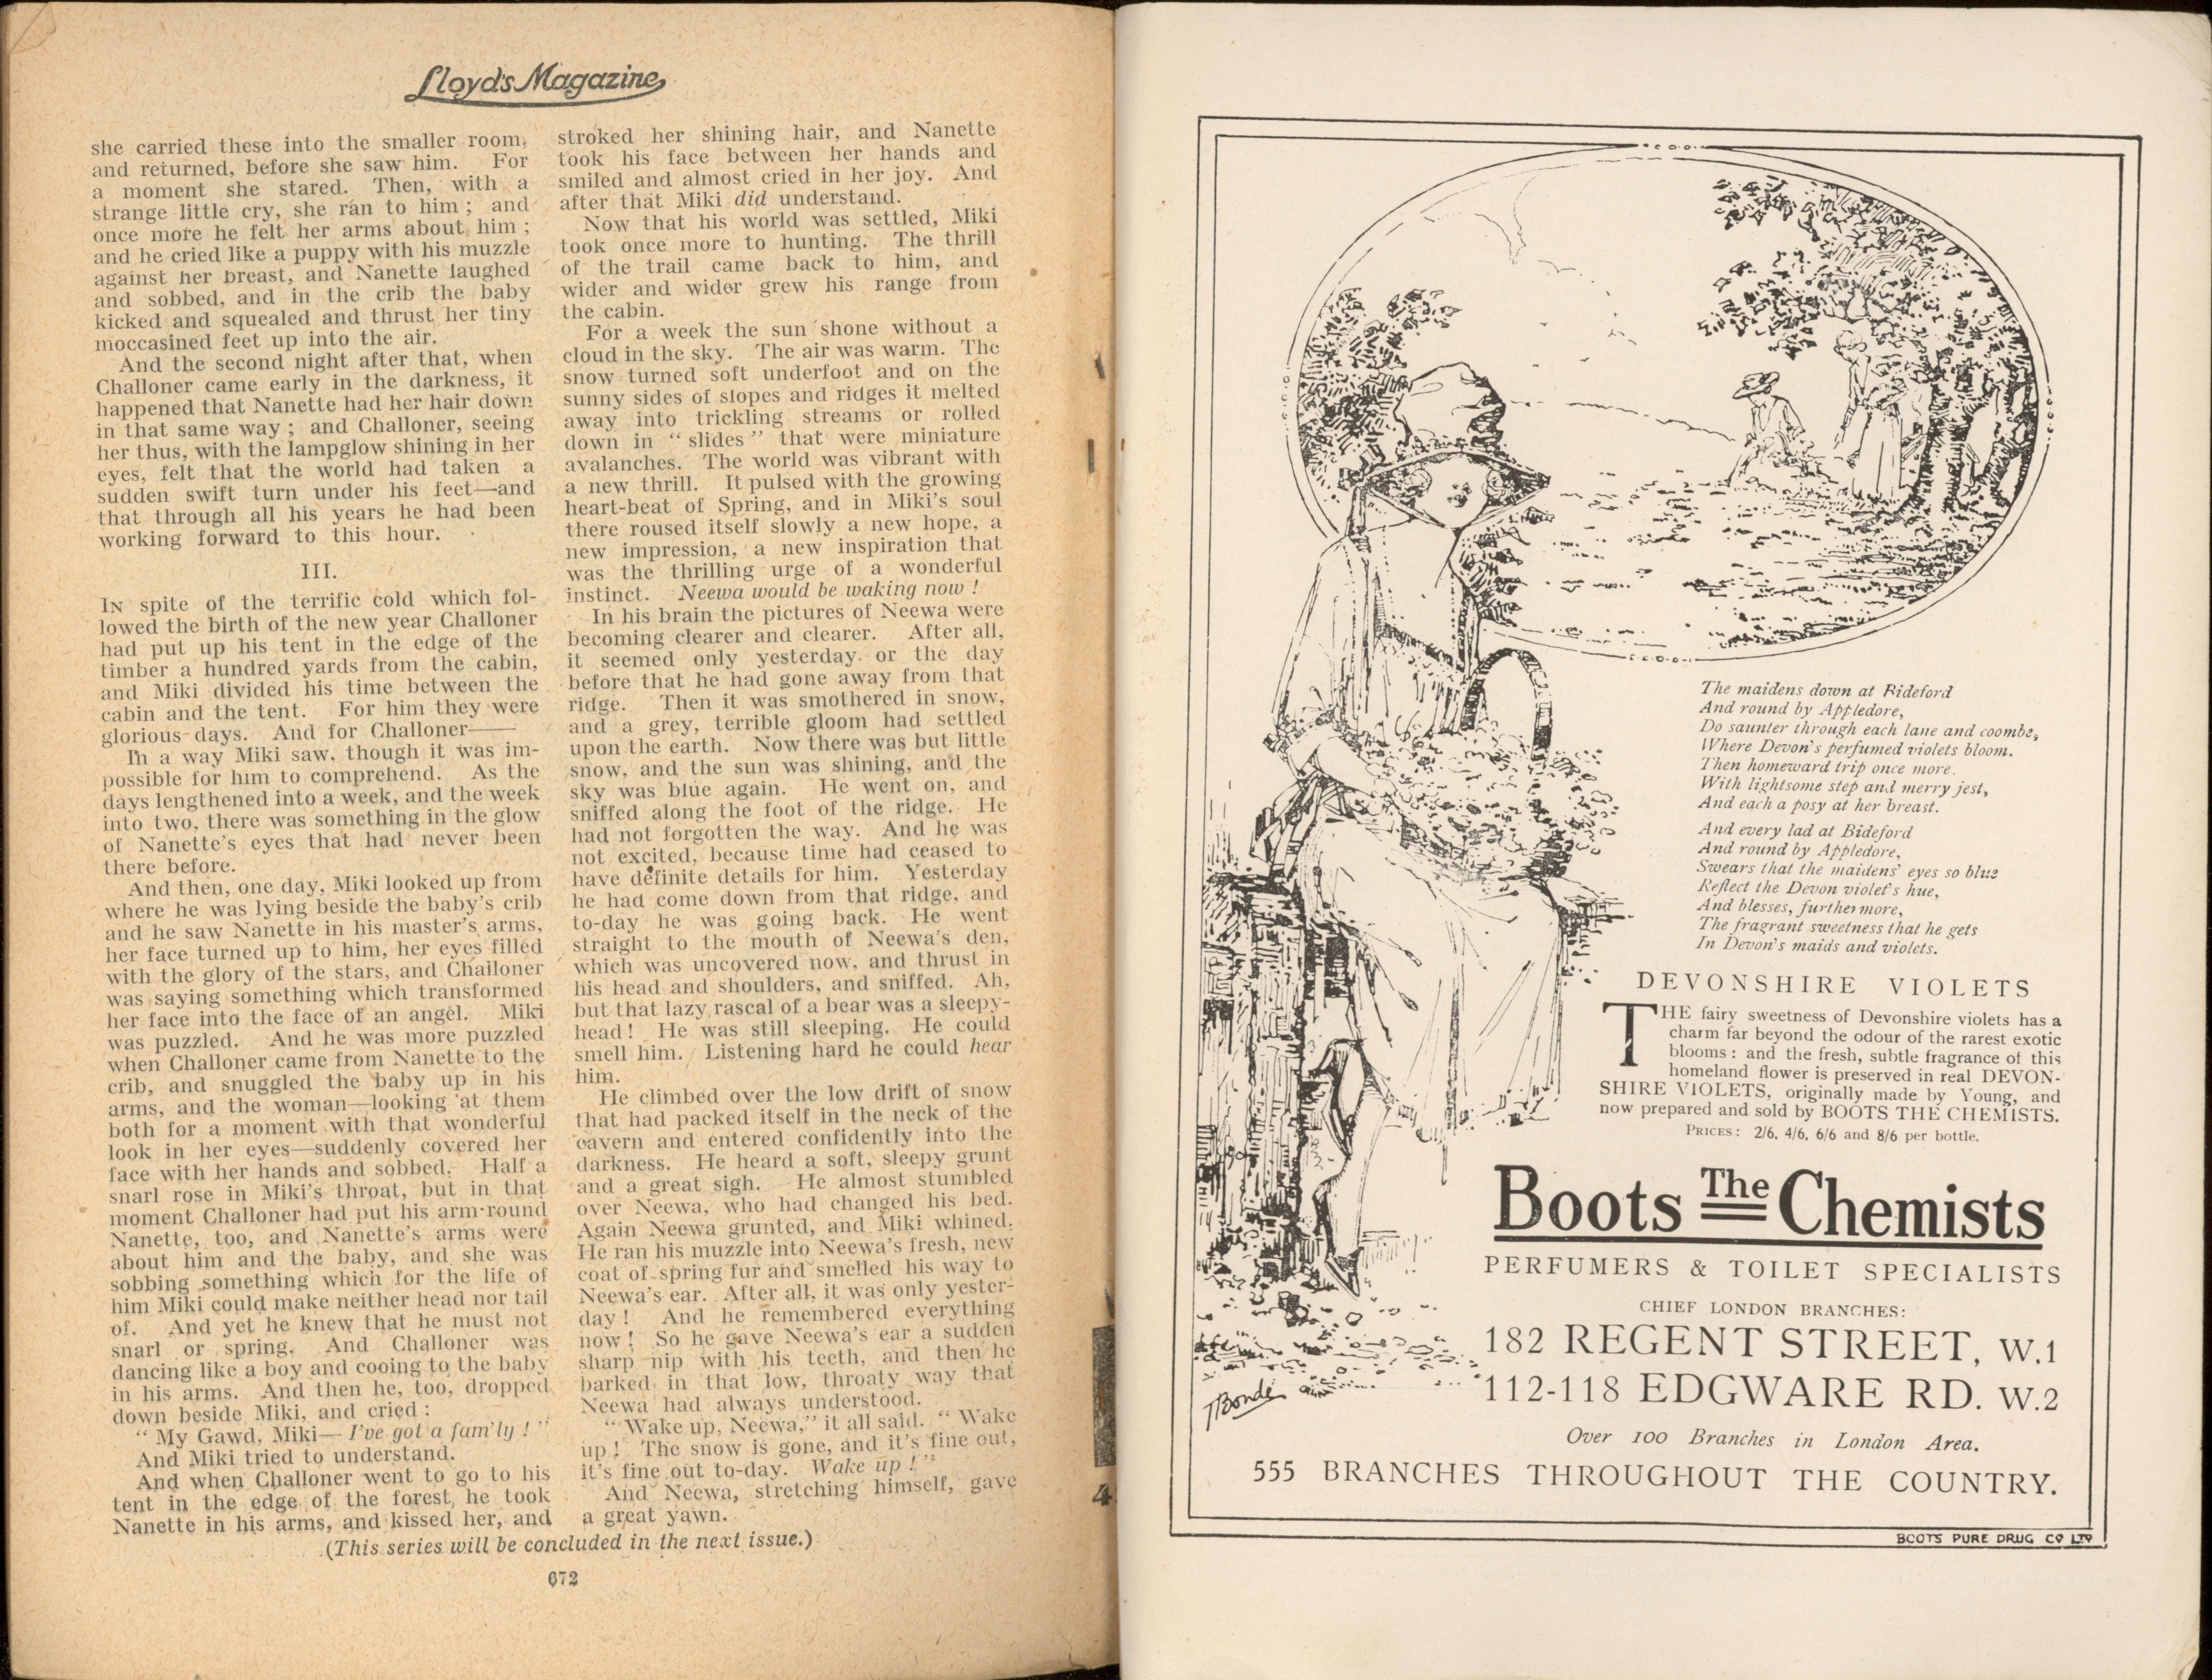 Lloyd's Magazine
she carried these into the smaller room,
and returned, before she saw him. For
a moment she stared. Then, with a
strange little cry, she ran to him ; and
once more he felt her arms about him ;
and he cried like a puppy with his muzzle
against her breast, and Nanette laughed
and sobbed, and in the crib the baby
kicked and squealed and thrust her tiny
moccasined feet up into the air.
And the second night after that, when
Challoner came early in the darkness, it
happened that Nanette had her hair down
in that same way ; and Challoner, seeing
her thus, with the lampglow shining in her
eyes, felt that the world had taken a
sudden swift turn under his feet—and
that through all his years he had been
working forward to this hour.
III.
IN spite of the terrific cold which fol-
lowed the birth of the new year Challoner
had put up his tent in the edge of the
timber a hundred yards from the cabin,
and Miki divided his time between the
cabin and the tent. For him they were
glorious days. And for Challoner——
In a way Miki saw, though it was im-
possible for him to comprehend. As the
days lengthened into a week, and the week
into two, there was something in the glow
of Nanette's eyes that had never been
there before.
And then, one day, Miki looked up from
where he was lying beside the baby's crib
and he saw Nanette in his master's arms,
her face turned up to him, her eyes filled
with the glory of the stars, and Challoner
was saying something which transformed
her face into the face of an angel. Miki
was puzzled. And he was more puzzled
when Challoner came from Nanette to the
crib, and snuggled the baby up in his
arms, and the woman—looking at them
both for a moment with that wonderful
look in her eyes—suddenly covered her
face with her hands and sobbed. Half a
snarl rose in Miki's throat, but in that
moment Challoner had put his arm round
Nanette, too, and Nanette's arms were
about him and the baby, and she was
sobbing something which for the life of
him Miki could make neither head nor tail
of. And yet he knew that he must not
snarl or spring. And Challoner was
dancing like a boy and cooing to the baby
in his arms. And then he, too, dropped
down beside Miki, and cried :
" My Gawd, Miki— I've got a fam'ly ! "
And Miki tried to understand.
And when Challoner went to go to his
tent in the edge of the forest, he took
Nanette in his arms, and kissed her, and
stroked her shining hair, and Nanette
took his face between her hands and
smiled and almost cried in her joy. And
after that Miki did understand.
Now that his world was settled, Miki
took once more to hunting. The thrill
of the trail came back to him, and
wider and wider grew his range from
the cabin.
For a week the sun shone without a
cloud in the sky. The air was warm. The
snow turned soft underfoot and on the
sunny sides of slopes and ridges it melted
away into trickling streams or rolled
down in " slides " that were miniature
avalanches. The world was vibrant with
a new thrill. It pulsed with the growing
heart-beat of Spring, and in Miki's soul
there roused itself slowly a new hope, a
new impression, a new inspiration that
was the thrilling urge of a wonderful
instinct. Neewa would be waking now !
In his brain the pictures of Neewa were
becoming clearer and clearer. After all,
it seemed only yesterday or the day
before that he had gone away from that
ridge. Then it was smothered in snow,
and a grey, terrible gloom had settled
upon the earth. Now there was but little
snow, and the sun was shining, and the
sky was blue again. He went on, and
sniffed along the foot of the ridge. He
had not forgotten the way. And he was
not excited, because time had ceased to
have definite details for him. Yesterday
he had come down from that ridge, and
to-day he was going back. He went
straight to the mouth of Neewa's den,
which was uncovered now, and thrust in
his head and shoulders, and sniffed. Ah,
but that lazy rascal of a bear was a sleepy-
head ! He was still sleeping. He could
smell him. Listening hard he could hear
him.
He climbed over the low drift of snow
that had packed itself in the neck of the
cavern and entered confidently into the
darkness. He heard a soft, sleepy grunt
and a great sigh. He almost stumbled
over Neewa, who had changed his bed.
Again Neewa grunted, and Miki whined.
He ran his muzzle into Neewa's fresh, new
coat of spring fur and smelled his way to
Neewa's ear. After all, it was only yester-
day ! And he remembered everything
now ! So he gave Neewa's ear a sudden
sharp nip with his teeth, and then he
barked in that low, throaty way that
Neewa had always understood.
" Wake up, Neewa," it all said. " Wake
up ! The snow is gone, and it's fine out,
it's fine out to-day. Wake up ! "
And Neewa, stretching himself, gave
a great yawn.
(This series will be concluded in the next issue.)
672
4
The maidens down at Bideford
And round by Appledore,
Do saunter through each lane and coombe,
Where Devon's perfumed violets bloom.
Then homeward trip once more.
With lightsome step and merry jest,
And each a posy at her breast.
And every lad at Bideford
And round by Appledore,
Swears that the maidens' eyes so blue
Reflect the Devon violet's hue,
And blesses, furthermore,
The fragrant sweetness that he gets
In Devon's maids and violets.
DEVONSHIRE VIOLETS
THE fairy sweetness of Devonshire violets has a
charm far beyond the odour of the rarest exotic
blooms : and the fresh, subtle fragrance of this
homeland flower is preserved in real DEVON-
SHIRE VIOLETS, originally made by Young, and
now prepared and sold by BOOTS THE CHEMISTS.
PRICES : 2/6, 4/6, 6/6 and 8/6 per bottle.
Boots The Chemists
PERFUMERS & TOILET SPECIALISTS
CHIEF LONDON BRANCHES:
182 REGENT STREET, W.1
112-118 EDGWARE RD. W.2
Over 100 Branches in London Area.
555 BRANCHES THROUGHOUT THE COUNTRY.
BOOTS PURE DRUG CO LTD